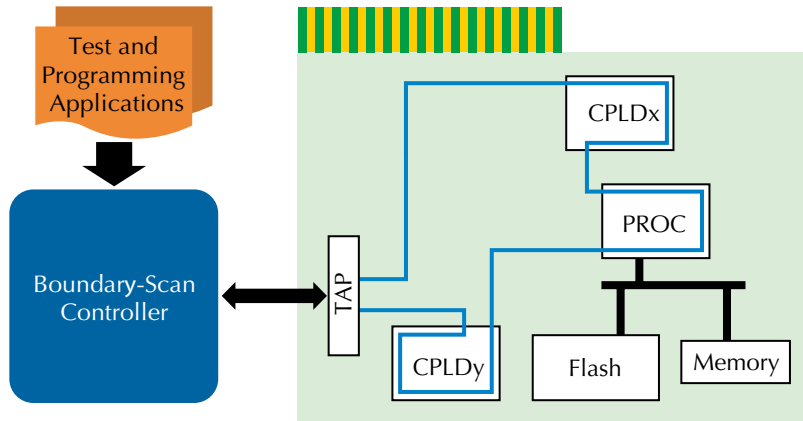 Test and
Programming
Applications
Boundary-Scan
Controller
TAP
CPLDx
PROC
CPLDy
Flash
Memory